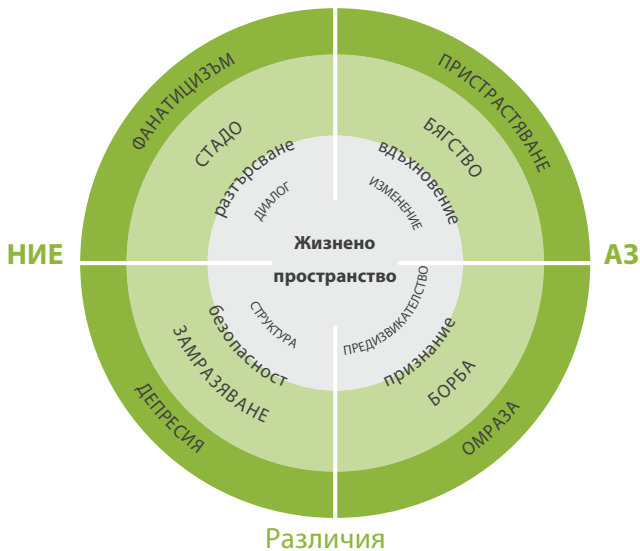 ФАНАТИЦИЗЪМ
ПРИСТРАСТЯВАНЕ
СТАДО
БЯГСТВО
разтърсване
вдъхновение
ДИАЛОГ
ИЗМЕНЕНИЕ
НИЕ
Жизнено
пространство
АЗ
СТРУКТУРА
ПРЕДИЗВИКАТЕЛСТВО
безопасност
признание
ЗАМРАЗЯВАНЕ
БОРБА
ДЕПРЕСИЯ
ОМРАЗА
Различия